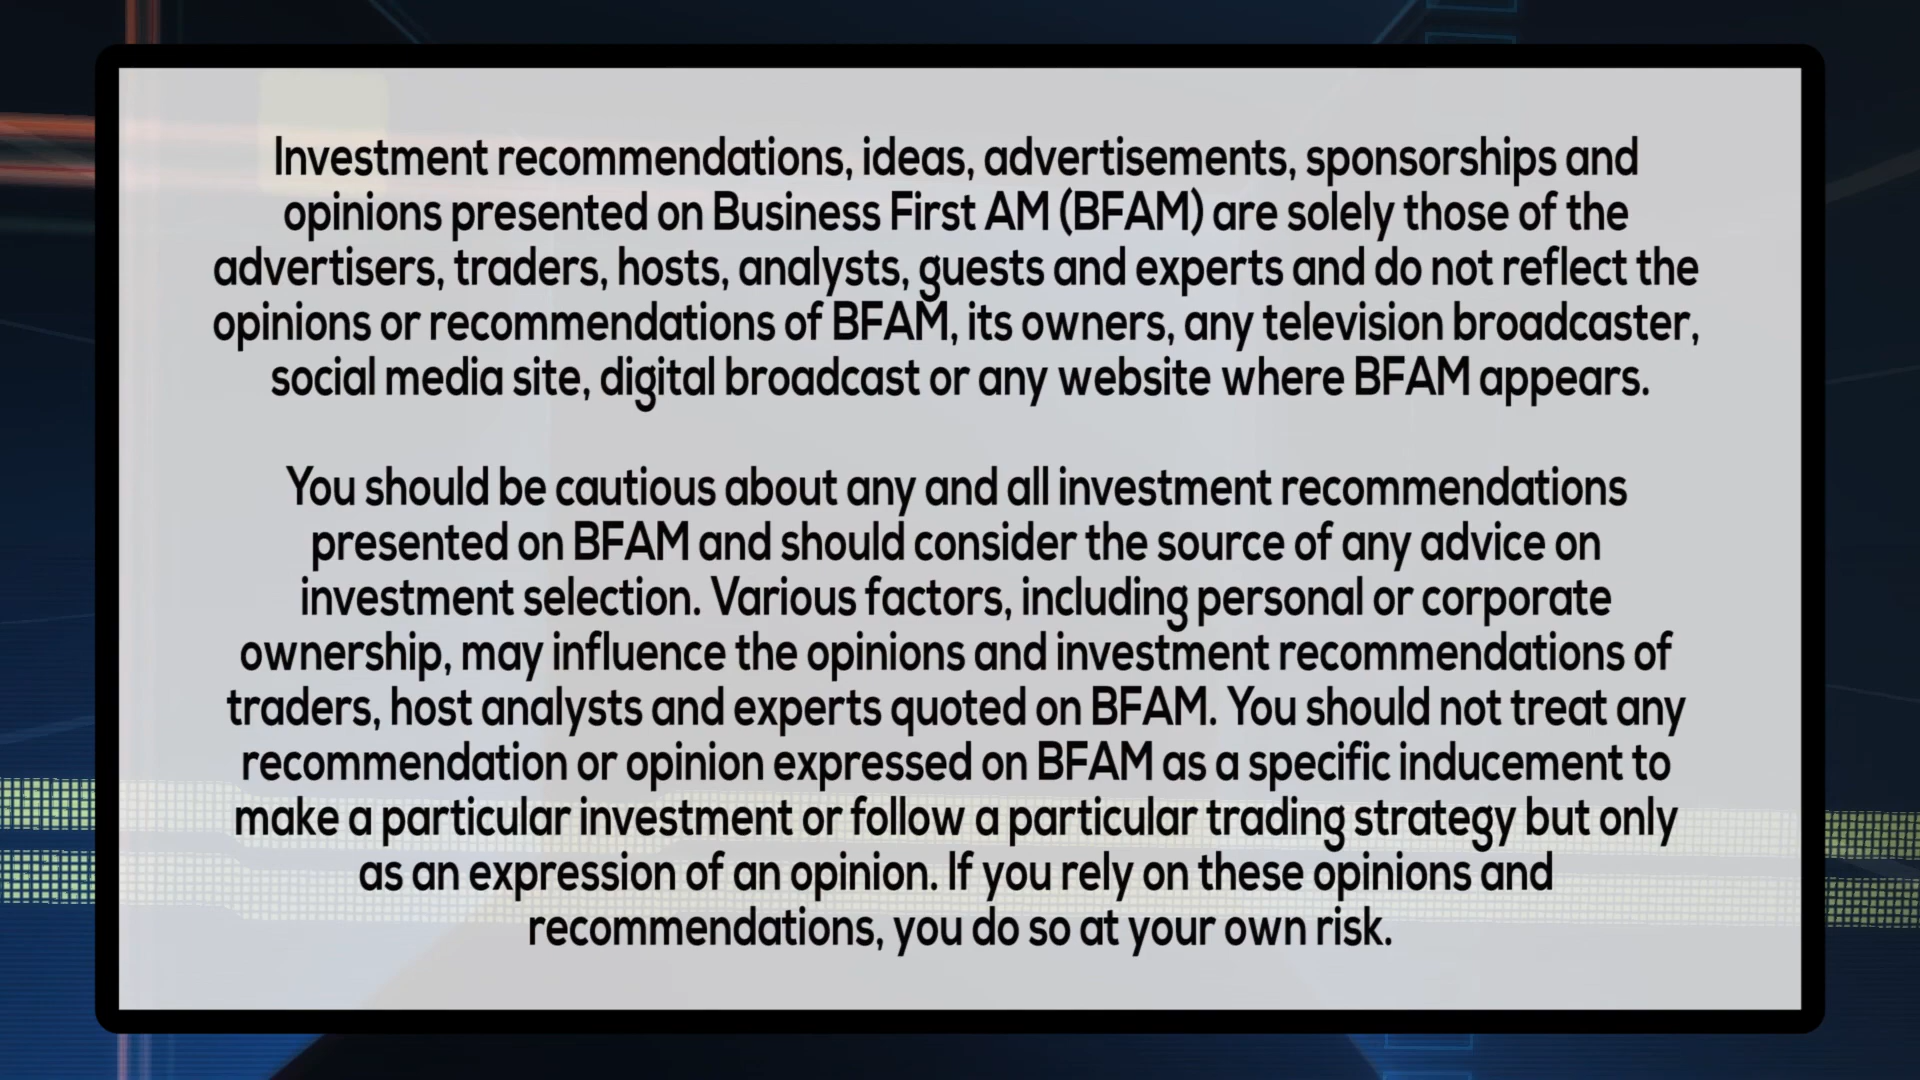 Investment recommendations, ideas, advertisements, sponsorships and
opinions presented on Business First AM (BFAM) are solely those of the
advertisers, traders, hosts, analysts, guests and experts and do not reflect the
opinions or recommendations of BFAM, its owners, any television broadcaster,
social media site, digital broadcast or any website where BFAM appears.
You should be cautious about any and all investment recommendations
presented on BFAM and should consider the source of any advice on
investment selection. Various factors, including personal or corporate
ownership, may influence the opinions and investment recommendations of
traders, host analysts and experts quoted on BFAM. You should not treat any
recommendation or opinion expressed on BFAM as a specific inducement to
make a particular investment or follow a particular trading strategy but only
as an expression of an opinion. If you rely on these opinions and
recommendations, you do so at your own risk.